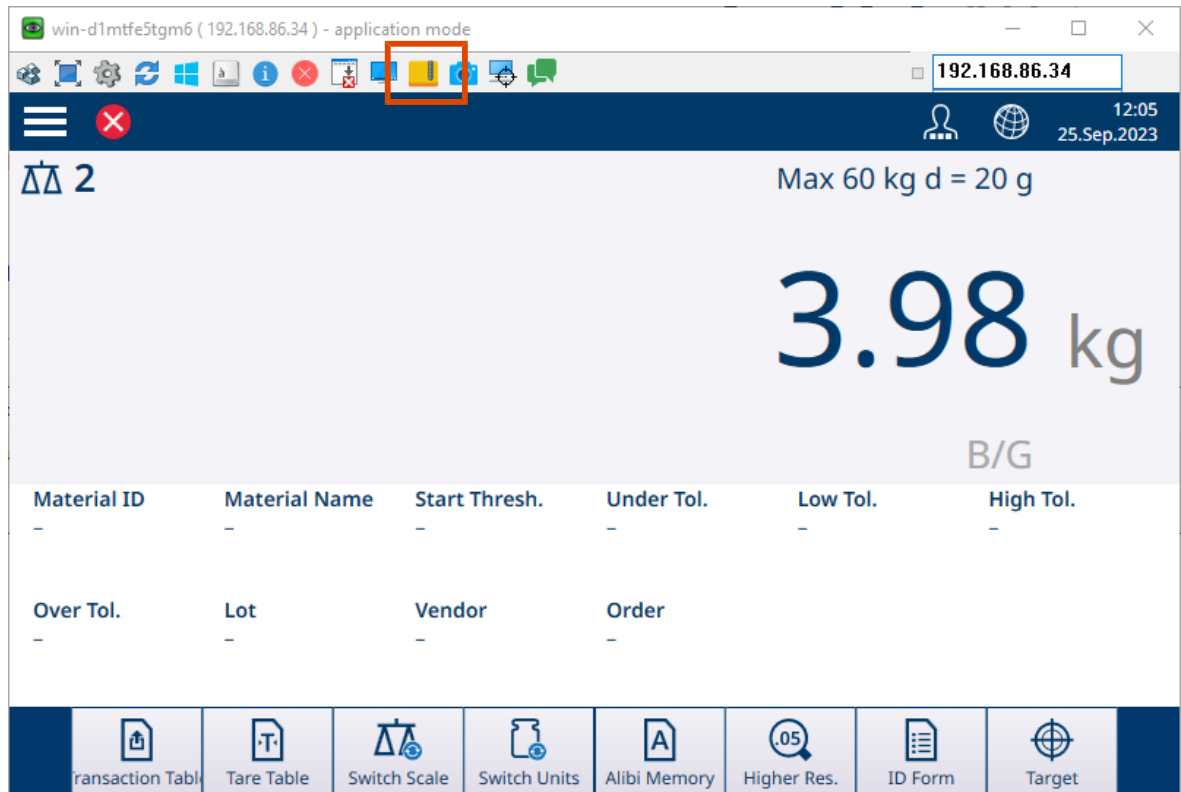 win-d1mtfe5tgm6 ( 192.168.86.34 ) - application mode
192.168.86.34
12:05
25.Sep.2023
2
Max 60 kg d = 20 g
3.98 kg
B/G
Material ID Material Name Start Thresh. Under Tol. Low Tol. High Tol.
– – – – – –
Over Tol. Lot Vendor Order
– – – –
ransaction Tabl Tare Table Switch Scale Switch Units Alibi Memory Higher Res. ID Form Target